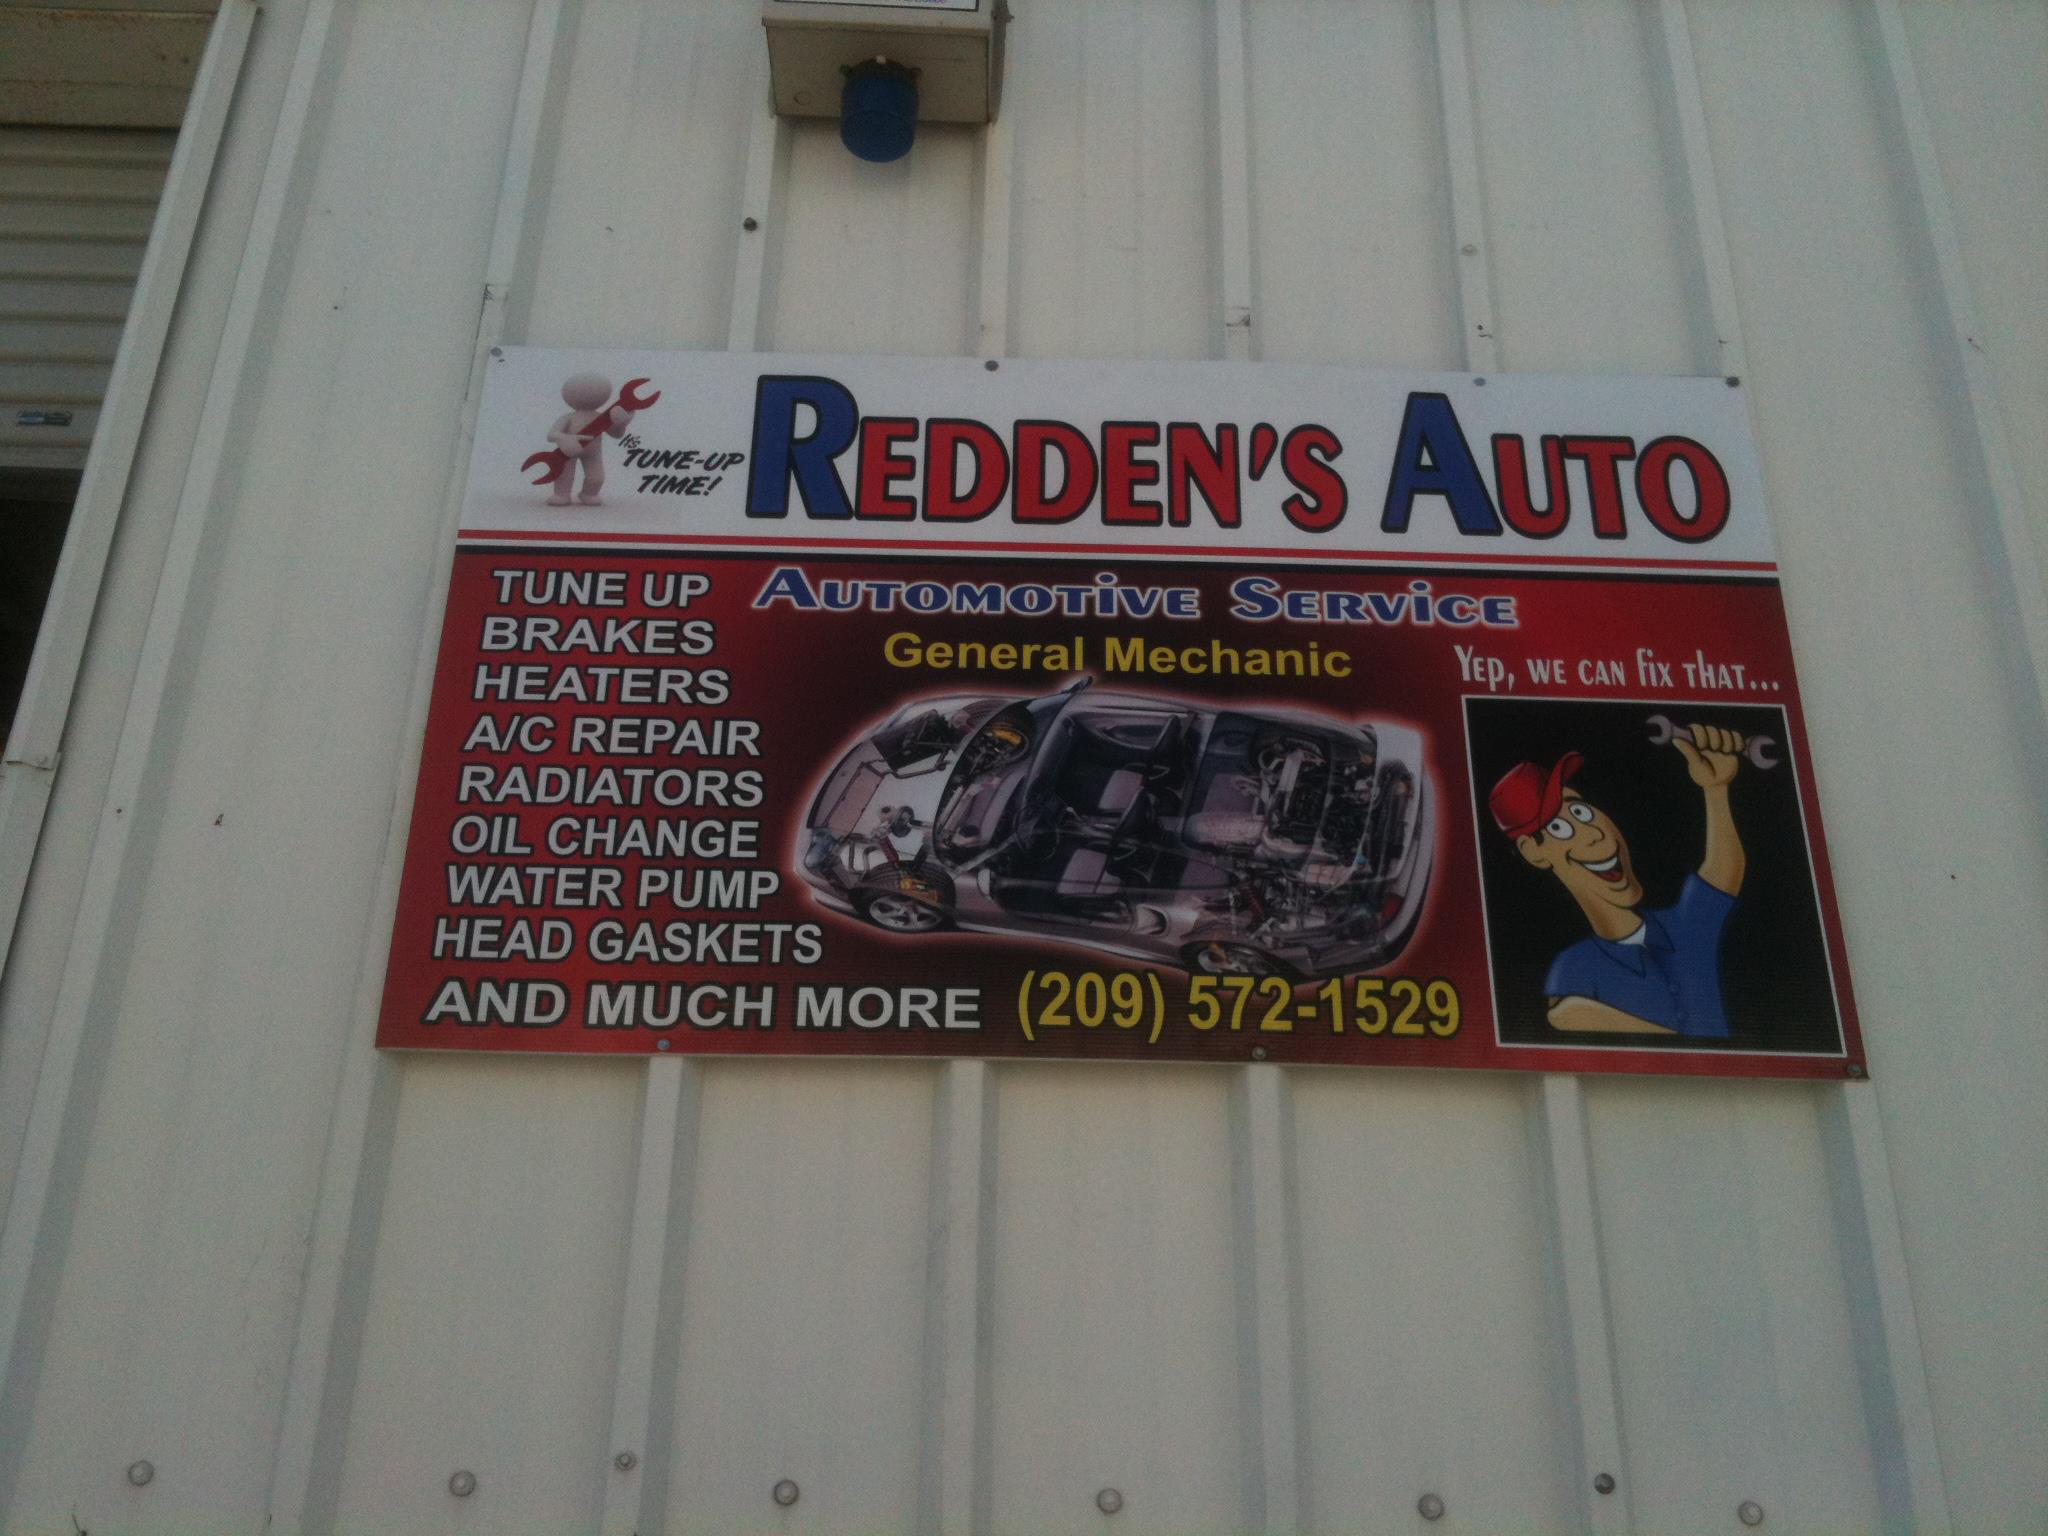 It's
TUNE-UP
TIME!
REDDEN'S AUTO
AUTOMOTiVE SERViCE
General Mechanic
TUNE UP
BRAKES
HEATERS
A/C REPAIR
RADIATORS
OIL CHANGE
WATER PUMP
HEAD GASKETS
AND MUCH MORE (209) 572-1529
YEP, WE CAN fix THAT...